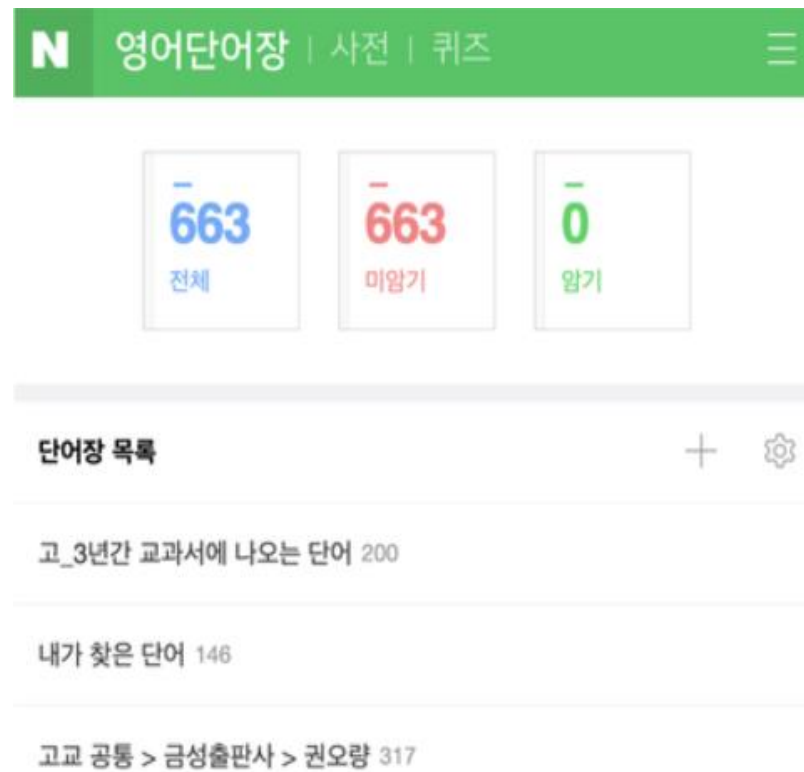 N 영어단어장 | 사전 | 퀴즈
663 663 0
전체 미암기 암기
단어장 목록
고_3년간 교과서에 나오는 단어 200
내가 찾은 단어 146
고교 공통 > 금성출판사 > 권오량 317